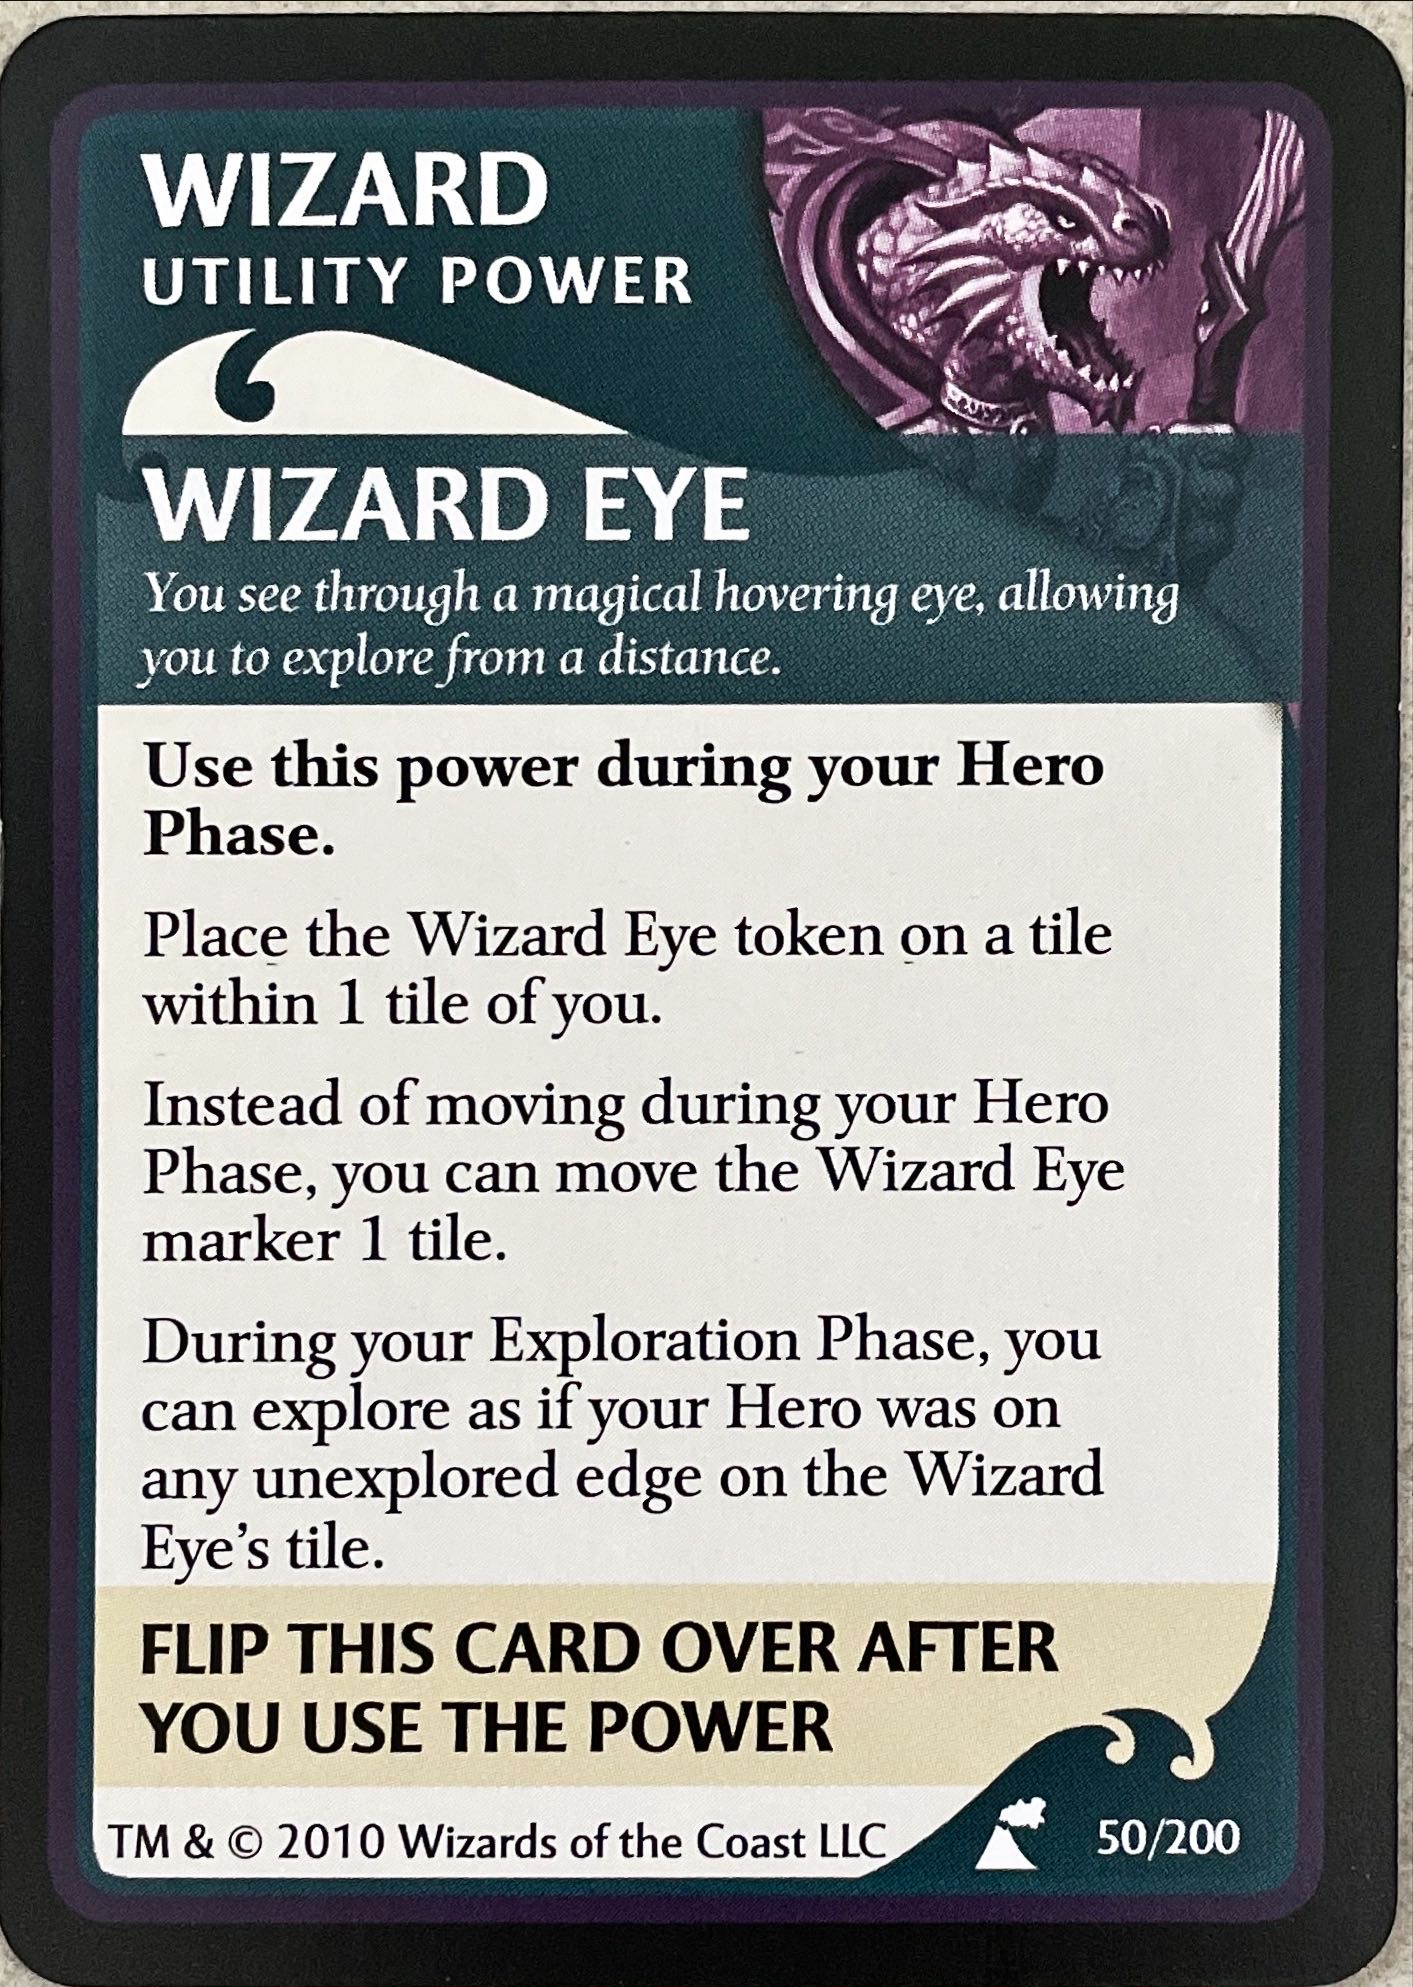 WIZARD
UTILITY POWER
WIZARD EYE
You see through a magical hovering eye, allowing
you to explore from a distance.
Use this power during your Hero
Phase.
Place the Wizard Eye token on a tile
within 1 tile of you.
Instead of moving during your Hero
Phase, you can move the Wizard Eye
marker 1 tile.
During your Exploration Phase, you
can explore as if your Hero was on
any unexplored edge on the Wizard
Eye’s tile.
FLIP THIS CARD OVER AFTER
YOU USE THE POWER
TM & © 2010 Wizards of the Coast LLC
50/200